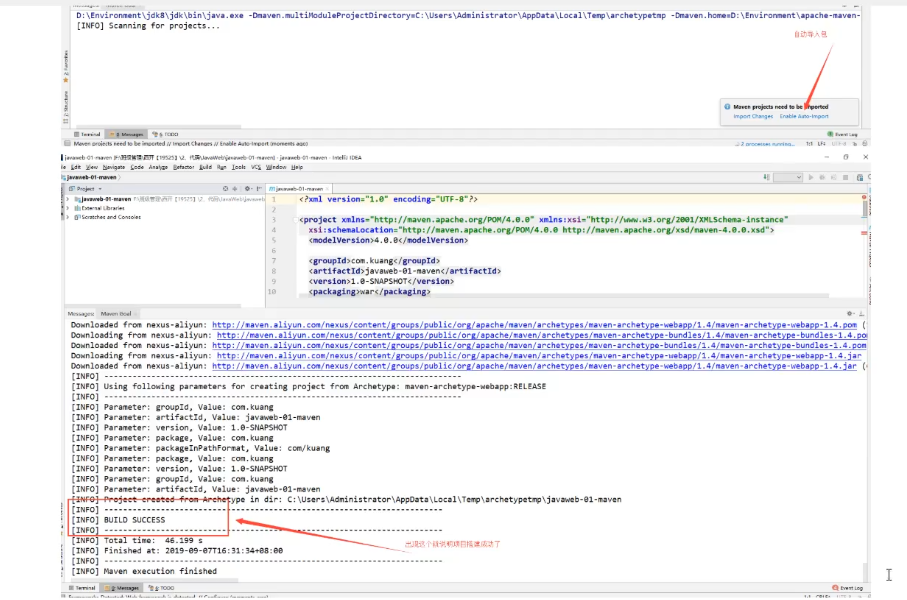 D:\Environment\jdk8\jdk\bin\java.exe -Dmaven.multiModuleProjectDirectory=C:\Users\Administrator\AppData\Local\Temp\archetypetmp -Dmaven.home=D:\Environment\apache-maven-
[INFO] Scanning for projects...
自动导入包
Maven projects need to be imported
Import Changes Enable Auto-Import
Terminal Messages 6: TODO Event Log
Maven projects need to be imported // Import Changes // Enable Auto-Import (moments ago) 2 processes running...
Edit View Navigate Code Analyze Refactor Build Run Tools VCS Window Help
javaweb-01-maven
Project javaweb-01-maven
javaweb-01-maven
External Libraries
Scratches and Consoles
1 <?xml version="1.0" encoding="UTF-8"?>
2
3 <project xmlns="http://maven.apache.org/POM/4.0.0" xmlns:xsi="http://www.w3.org/2001/XMLSchema-instance"
4 xsi:schemaLocation="http://maven.apache.org/POM/4.0.0 http://maven.apache.org/xsd/maven-4.0.0.xsd">
5 <modelVersion>4.0.0</modelVersion>
6
7 <groupId>com.kuang</groupId>
8 <artifactId>javaweb-01-maven</artifactId>
9 <version>1.0-SNAPSHOT</version>
10 <packaging>war</packaging>
Messages: Maven Goal
Downloaded from nexus-aliyun: http://maven.aliyun.com/nexus/content/groups/public/org/apache/maven/archetypes/maven-archetype-webapp/1.4/maven-archetype-webapp-1.4.pom (
Downloading from nexus-aliyun: http://maven.aliyun.com/nexus/content/groups/public/org/apache/maven/archetypes/maven-archetype-bundles/1.4/maven-archetype-bundles-1.4.po
Downloaded from nexus-aliyun: http://maven.aliyun.com/nexus/content/groups/public/org/apache/maven/archetypes/maven-archetype-bundles/1.4/maven-archetype-bundles-1.4.pom
Downloading from nexus-aliyun: http://maven.aliyun.com/nexus/content/groups/public/org/apache/maven/archetypes/maven-archetype-webapp/1.4/maven-archetype-webapp-1.4.jar
Downloaded from nexus-aliyun: http://maven.aliyun.com/nexus/content/groups/public/org/apache/maven/archetypes/maven-archetype-webapp/1.4/maven-archetype-webapp-1.4.jar (
[INFO] ----------------------------------------------------------------------------
[INFO] Using following parameters for creating project from Archetype: maven-archetype-webapp:RELEASE
[INFO] ----------------------------------------------------------------------------
[INFO] Parameter: groupId, Value: com.kuang
[INFO] Parameter: artifactId, Value: javaweb-01-maven
[INFO] Parameter: version, Value: 1.0-SNAPSHOT
[INFO] Parameter: package, Value: com.kuang
[INFO] Parameter: packageInPathFormat, Value: com/kuang
[INFO] Parameter: package, Value: com.kuang
[INFO] Parameter: version, Value: 1.0-SNAPSHOT
[INFO] Parameter: groupId, Value: com.kuang
[INFO] Parameter: artifactId, Value: javaweb-01-maven
[INFO] Project created from Archetype in dir: C:\Users\Administrator\AppData\Local\Temp\archetypetmp\javaweb-01-maven
[INFO] ------------------------------------------------------------------------
[INFO] BUILD SUCCESS
[INFO] ------------------------------------------------------------------------
[INFO] Total time: 46.199 s
[INFO] Finished at: 2019-09-07T16:31:34+08:00
[INFO] ------------------------------------------------------------------------
[INFO] Maven execution finished
出现这个就说明项目搭建成功了
Terminal Messages 6: TODO Event Log